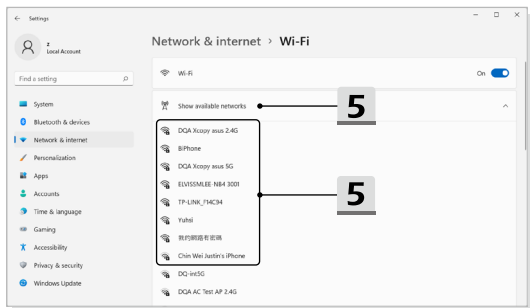 Settings
z
Local Account
Find a setting
System
Bluetooth & devices
Network & internet
Personalization
Apps
Accounts
Time & language
Gaming
Accessibility
Privacy & security
Windows Update
Network & internet > Wi-Fi
Wi-Fi
On
Show available networks
5
DQA Xcopy asus 2.4G
BiPhone
DQA Xcopy asus 5G
ELVISSMLEE-NB4 3001
TP-LINK_F14C94
5
Yuhsi
我的網路有密碼
Chin Wei Justin's iPhone
DQ-int5G
DQA AC Test AP 2.4G